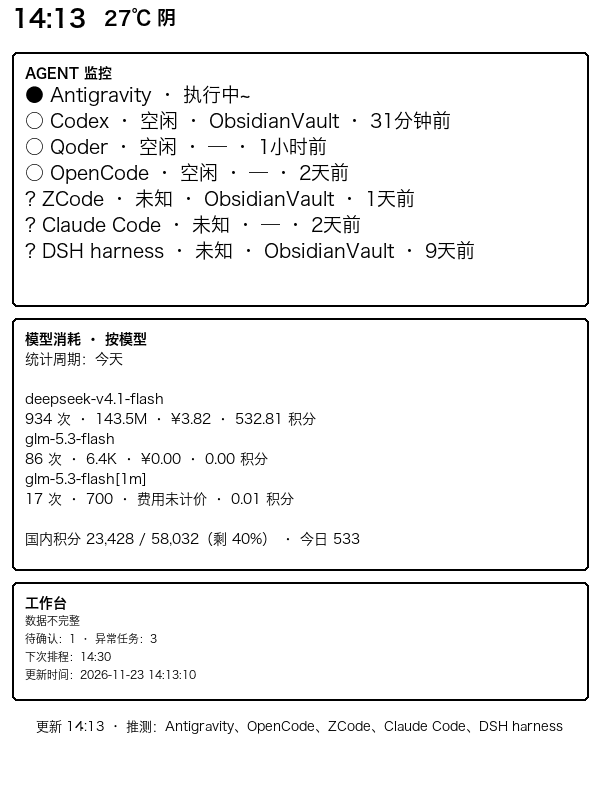 14:13 27℃ 阴
AGENT 监控
● Antigravity · 执行中~
○ Codex · 空闲 · ObsidianVault · 31分钟前
○ Qoder · 空闲 · — · 1小时前
○ OpenCode · 空闲 · — · 2天前
? ZCode · 未知 · ObsidianVault · 1天前
? Claude Code · 未知 · — · 2天前
? DSH harness · 未知 · ObsidianVault · 9天前
模型消耗 · 按模型
统计周期：今天
deepseek-v4.1-flash
934 次 · 143.5M · ¥3.82 · 532.81 积分
glm-5.3-flash
86 次 · 6.4K · ¥0.00 · 0.00 积分
glm-5.3-flash[1m]
17 次 · 700 · 费用未计价 · 0.01 积分
国内积分 23,428 / 58,032（剩 40%） · 今日 533
工作台
数据不完整
待确认：1 · 异常任务：3
下次排程：14:30
更新时间：2026-11-23 14:13:10
更新 14:13 · 推测：Antigravity、OpenCode、ZCode、Claude Code、DSH harness